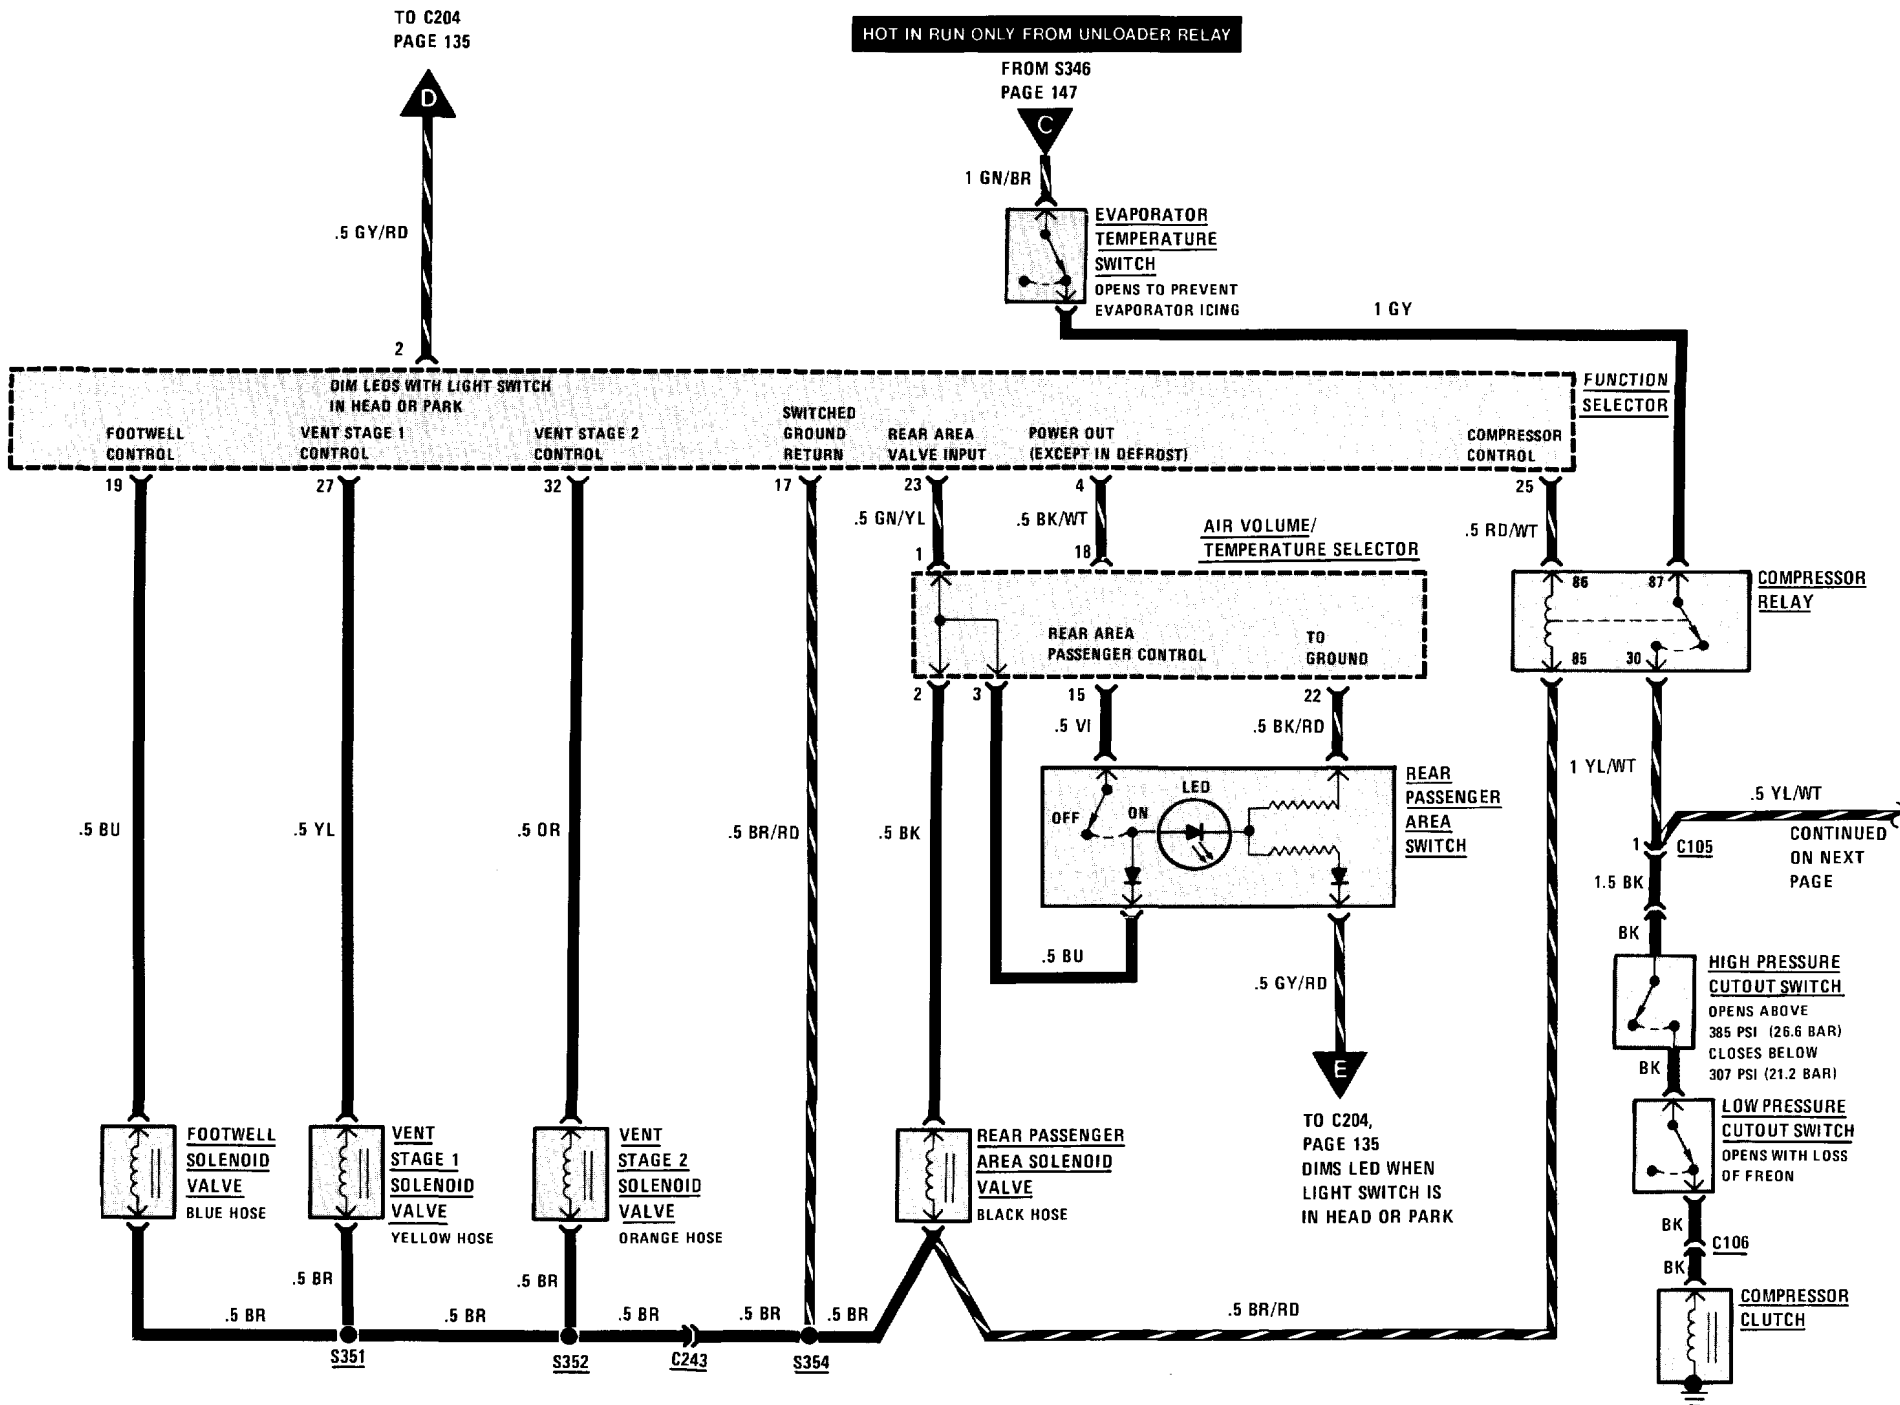 TO C204
PAGE 135
D
HOT IN RUN ONLY FROM UNLOADER RELAY
FROM S346
PAGE 147
C
1 GN/BR
EVAPORATOR
TEMPERATURE
SWITCH
OPENS TO PREVENT
EVAPORATOR ICING
.5 GY/RD
1 GY
2
DIM LEDS WITH LIGHT SWITCH
IN HEAD OR PARK
FUNCTION
SELECTOR
FOOTWELL
CONTROL
VENT STAGE 1
CONTROL
VENT STAGE 2
CONTROL
SWITCHED
GROUND
RETURN
REAR AREA
VALVE INPUT
POWER OUT
(EXCEPT IN DEFROST)
COMPRESSOR
CONTROL
19
27
32
17
23
4
25
.5 GN/YL
.5 BK/WT
AIR VOLUME/
TEMPERATURE SELECTOR
.5 RD/WT
1
18
86
87
COMPRESSOR
RELAY
REAR AREA
PASSENGER CONTROL
TO
GROUND
85
30
2
3
15
22
.5 VI
.5 BK/RD
LED
OFF
ON
REAR
PASSENGER
AREA
SWITCH
1 YL/WT
.5 YL/WT
CONTINUED
ON NEXT
PAGE
1
C105
1.5 BK
.5 BU
.5 YL
.5 OR
.5 BR/RD
.5 BK
BK
.5 BU
.5 GY/RD
HIGH PRESSURE
CUTOUT SWITCH
OPENS ABOVE
385 PSI (26.6 BAR)
CLOSES BELOW
307 PSI (21.2 BAR)
BK
E
TO C204,
PAGE 135
DIMS LED WHEN
LIGHT SWITCH IS
IN HEAD OR PARK
LOW PRESSURE
CUTOUT SWITCH
OPENS WITH LOSS
OF FREON
FOOTWELL
SOLENOID
VALVE
BLUE HOSE
VENT
STAGE 1
SOLENOID
VALVE
YELLOW HOSE
VENT
STAGE 2
SOLENOID
VALVE
ORANGE HOSE
REAR PASSENGER
AREA SOLENOID
VALVE
BLACK HOSE
BK
C106
BK
COMPRESSOR
CLUTCH
.5 BR
.5 BR
.5 BR
.5 BR
.5 BR
.5 BR
.5 BR
.5 BR/RD
S351
S352
C243
S354